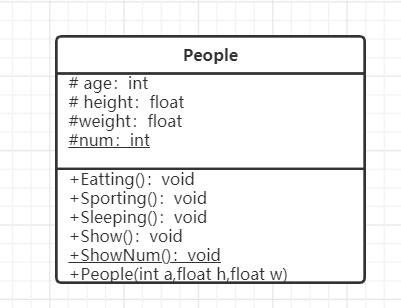 People
# age：int
# height：float
#weight：float
#num：int
+Eatting()：void
+Sporting()：void
+Sleeping()：void
+Show()：void
+ShowNum()：void
+People(int a,float h,float w)